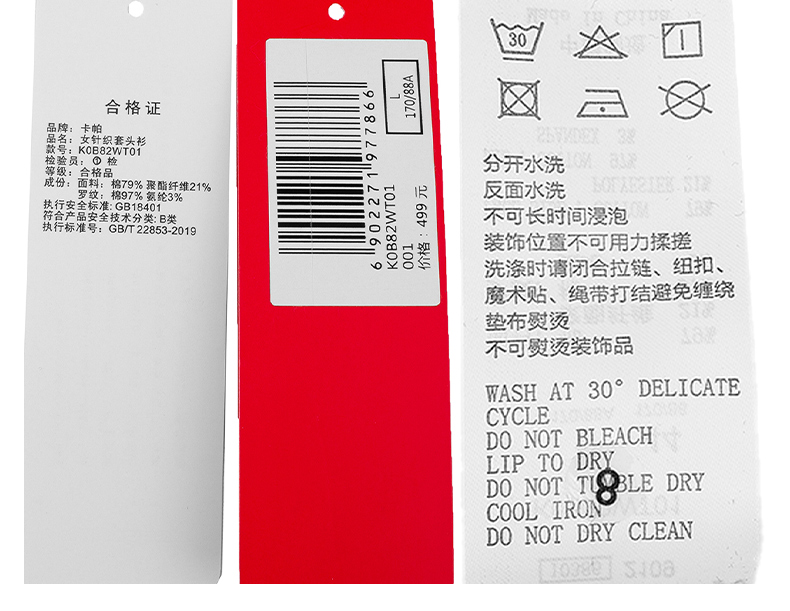 合格证
品牌: 卡帕
品名: 女针织套头衫
款号: K0B82WT01
检验员: ① 检
等级: 合格品
成份: 面料: 棉79% 聚酯纤维21%
罗纹: 棉97% 氨纶3%
执行安全标准: GB18401
符合产品安全技术分类: B类
执行标准号: GB/T 22853-2019
L
170/88A
6902271977866
K0B82WT01
001
价格: 499 元
30
分开水洗
反面水洗
不可长时间浸泡
装饰位置不可用力揉搓
洗涤时请闭合拉链、纽扣、
魔术贴、绳带打结避免缠绕
垫布熨烫
不可熨烫装饰品
WASH AT 30° DELICATE
CYCLE
DO NOT BLEACH
LIP TO DRY
DO NOT TUMBLE DRY
8
COOL IRON
DO NOT DRY CLEAN